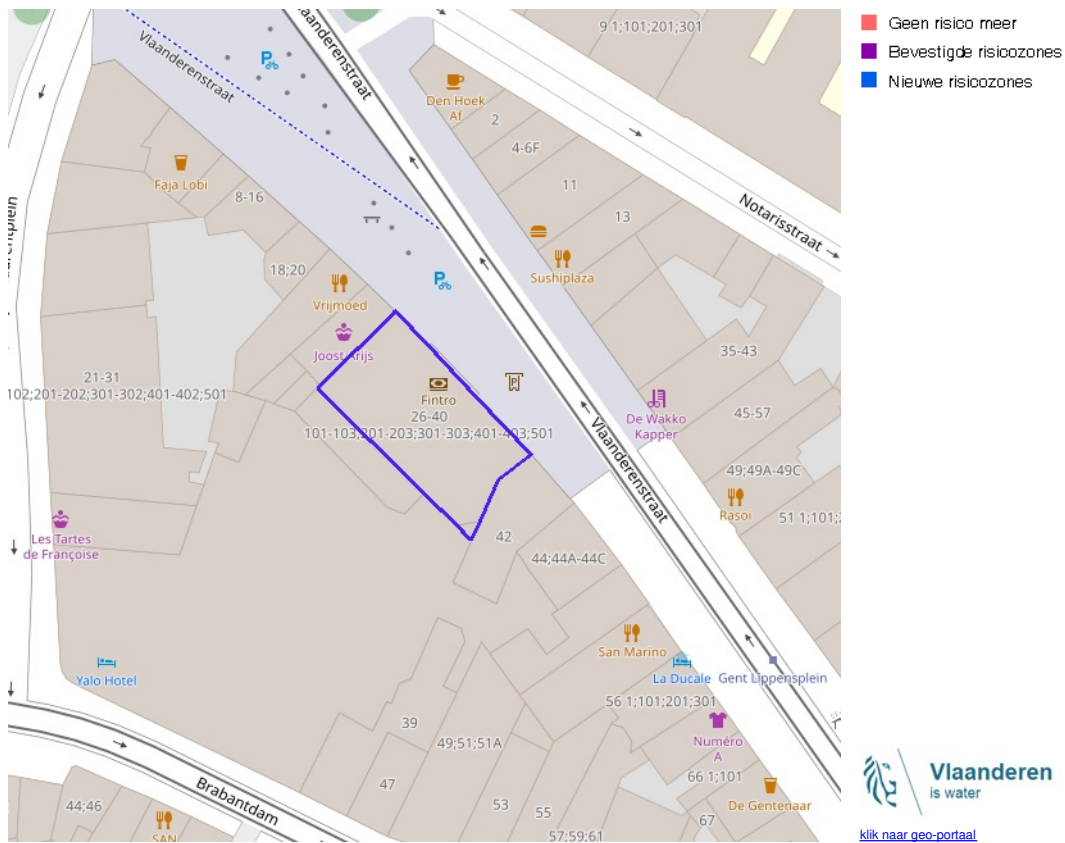 9 1;101;201;301
Vlaanderenstraat
Vlaanderenstraat
Den Hoek
Af
2
4-6F
11
13
Notarisstraat
Faja Lobi
8-16
18;20
Sushiplaza
Vrijmoed
Joost Arijs
Fintro
26-40
101-103;201-203;301-303;401-403;501
21-31
102;201-202;301-302;401-402;501
35-43
45-57
De Wakko
Kapper
Vlaanderenstraat
49;49A-49C
Rasoi
51 1;101;
Les Tartes
de Françoise
42
44;44A-44C
San Marino
La Ducale
Gent Lippensplein
Yalo Hotel
56 1;101;201;301
39
49;51;51A
Numéro
A
47
66 1;101
Brabantdam
53
55
De Gentenaar
44;46
SAN
57;59;61
67
Geen risico meer
Bevestigde risicozones
Nieuwe risicozones
Vlaanderen
is water
klik naar geo-portaal